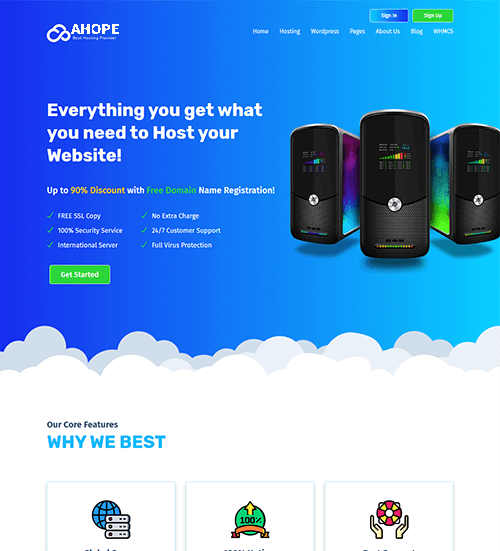 Sign In
Sign Up
AHOPE
Best Hosting Provider
Home Hosting Wordpress Pages About Us Blog WHMCS
Everything you get what
you need to Host your
Website!
Up to 90% Discount with Free Domain Name Registration!
FREE SSL Copy
No Extra Charge
100% Security Service
24/7 Customer Support
International Server
Full Virus Protection
Get Started
Our Core Features
WHY WE BEST
100%